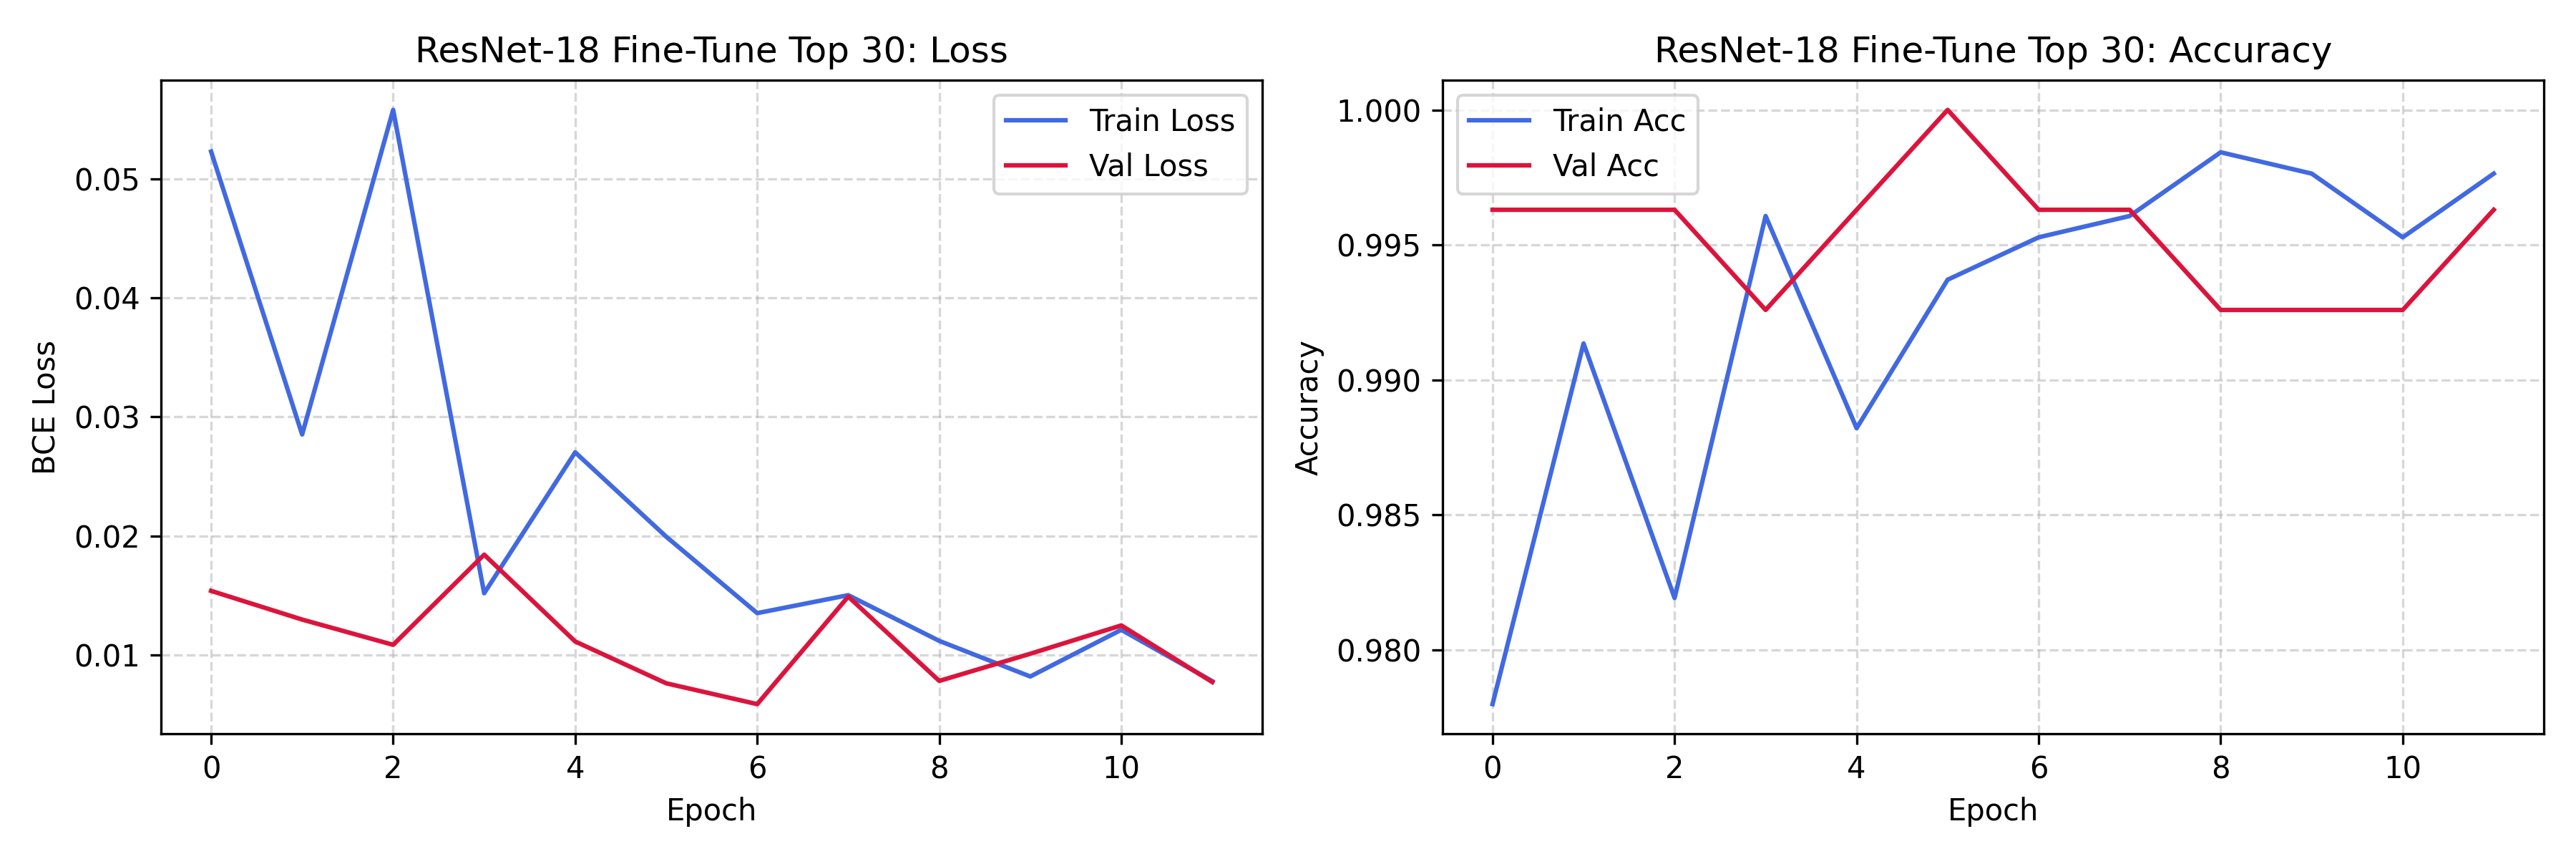 ResNet-18 Fine-Tune Top 30: Loss
Train Loss
Val Loss
0.05
0.04
0.03
0.02
0.01
BCE Loss
0 2 4 6 8 10
Epoch
ResNet-18 Fine-Tune Top 30: Accuracy
Train Acc
Val Acc
1.000
0.995
0.990
0.985
0.980
Accuracy
0 2 4 6 8 10
Epoch